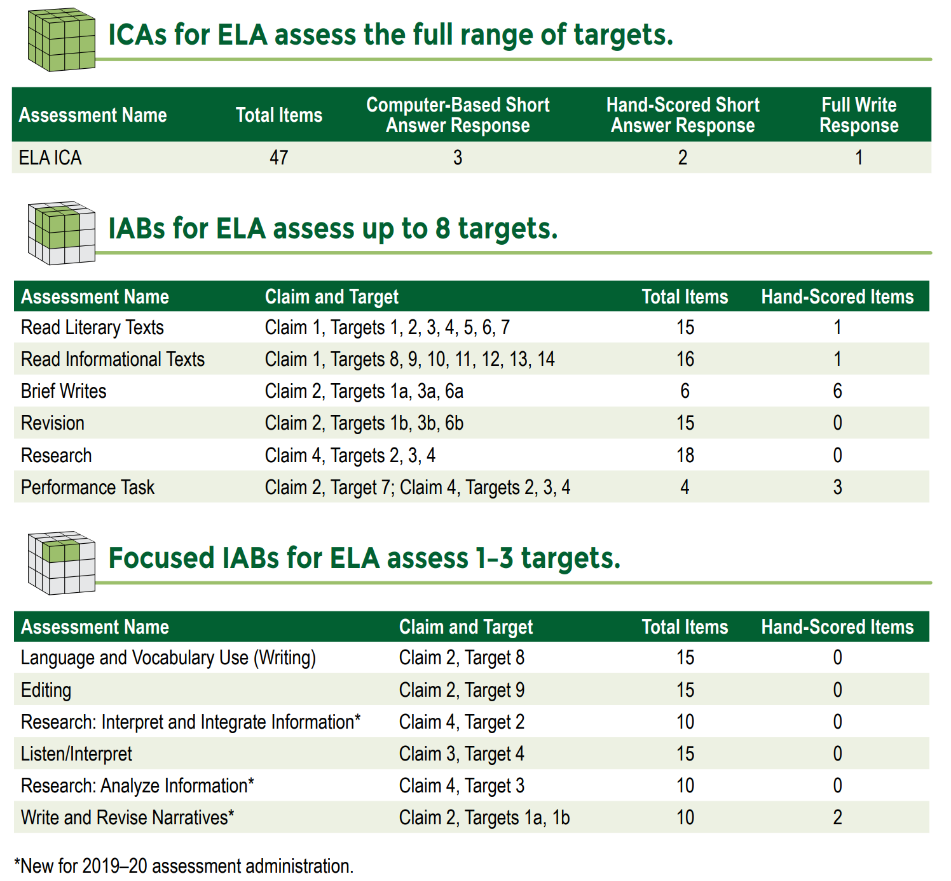 ICAs for ELA assess the full range of targets.
Assessment Name Total Items Computer-Based Short Answer Response Hand-Scored Short Answer Response Full Write Response
ELA ICA 47 3 2 1
IABs for ELA assess up to 8 targets.
Assessment Name Claim and Target Total Items Hand-Scored Items
Read Literary Texts Claim 1, Targets 1, 2, 3, 4, 5, 6, 7 15 1
Read Informational Texts Claim 1, Targets 8, 9, 10, 11, 12, 13, 14 16 1
Brief Writes Claim 2, Targets 1a, 3a, 6a 6 6
Revision Claim 2, Targets 1b, 3b, 6b 15 0
Research Claim 4, Targets 2, 3, 4 18 0
Performance Task Claim 2, Target 7; Claim 4, Targets 2, 3, 4 4 3
Focused IABs for ELA assess 1–3 targets.
Assessment Name Claim and Target Total Items Hand-Scored Items
Language and Vocabulary Use (Writing) Claim 2, Target 8 15 0
Editing Claim 2, Target 9 15 0
Research: Interpret and Integrate Information* Claim 4, Target 2 10 0
Listen/Interpret Claim 3, Target 4 15 0
Research: Analyze Information* Claim 4, Target 3 10 0
Write and Revise Narratives* Claim 2, Targets 1a, 1b 10 2
*New for 2019–20 assessment administration.